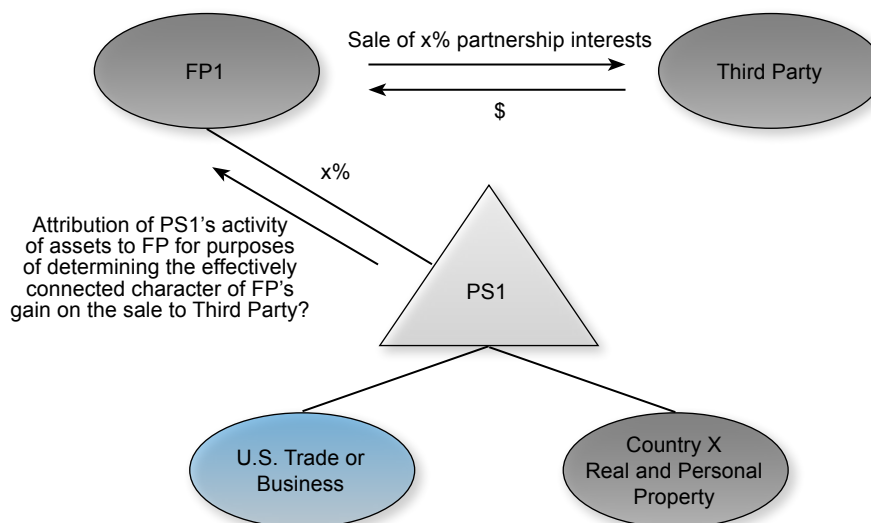 Sale of x% partnership interests
FP1
Third Party
$
x%
Attribution of PS1's activity
of assets to FP for purposes
of determining the effectively
connected character of FP's
gain on the sale to Third Party?
PS1
U.S. Trade or
Business
Country X
Real and Personal
Property